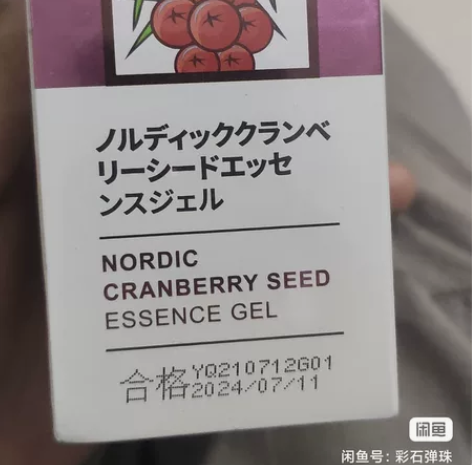 ノルディッククランベ
リーシードエッセ
ンスジェル
NORDIC
CRANBERRY SEED
ESSENCE GEL
合格 YQ210712G01
2024/07/11
闲鱼
闲鱼号：彩石弹珠